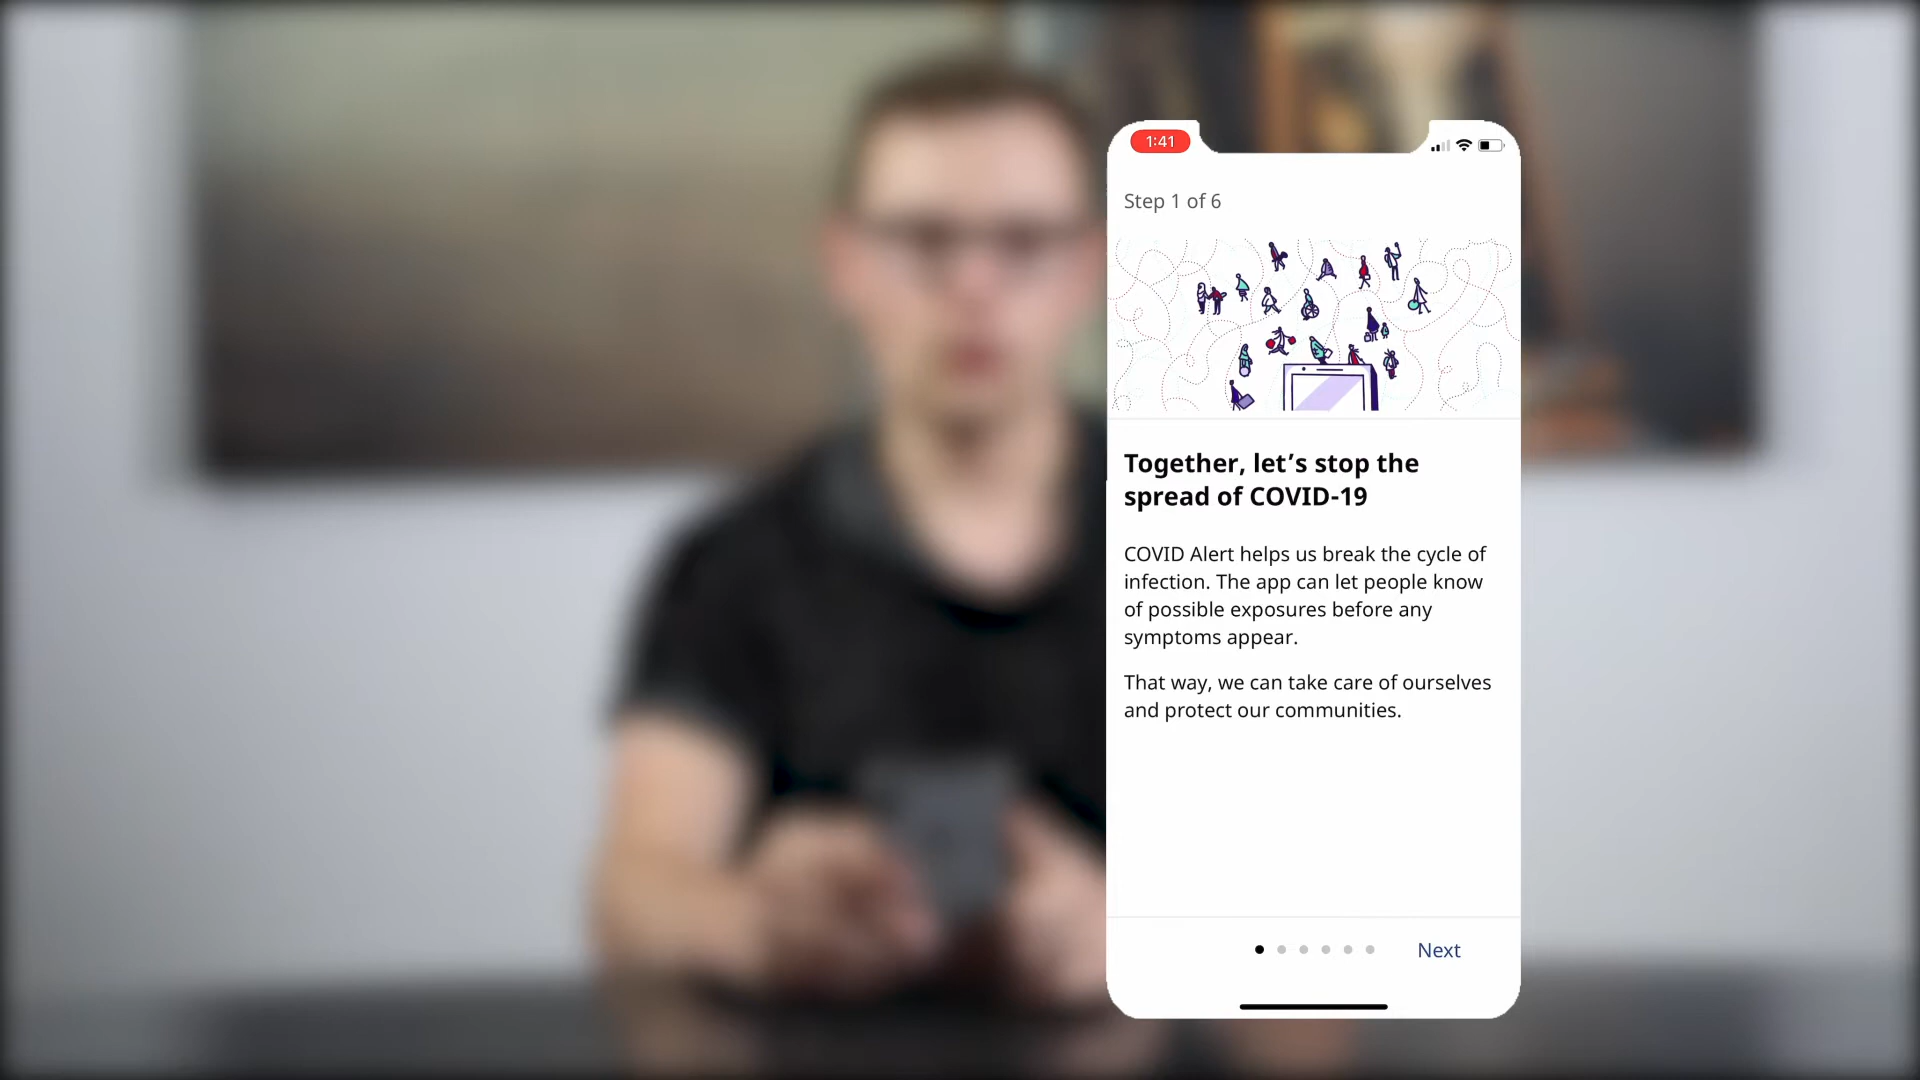 1:41
Step 1 of 6
Together, let’s stop the
spread of COVID-19
COVID Alert helps us break the cycle of
infection. The app can let people know
of possible exposures before any
symptoms appear.
That way, we can take care of ourselves
and protect our communities.
Next